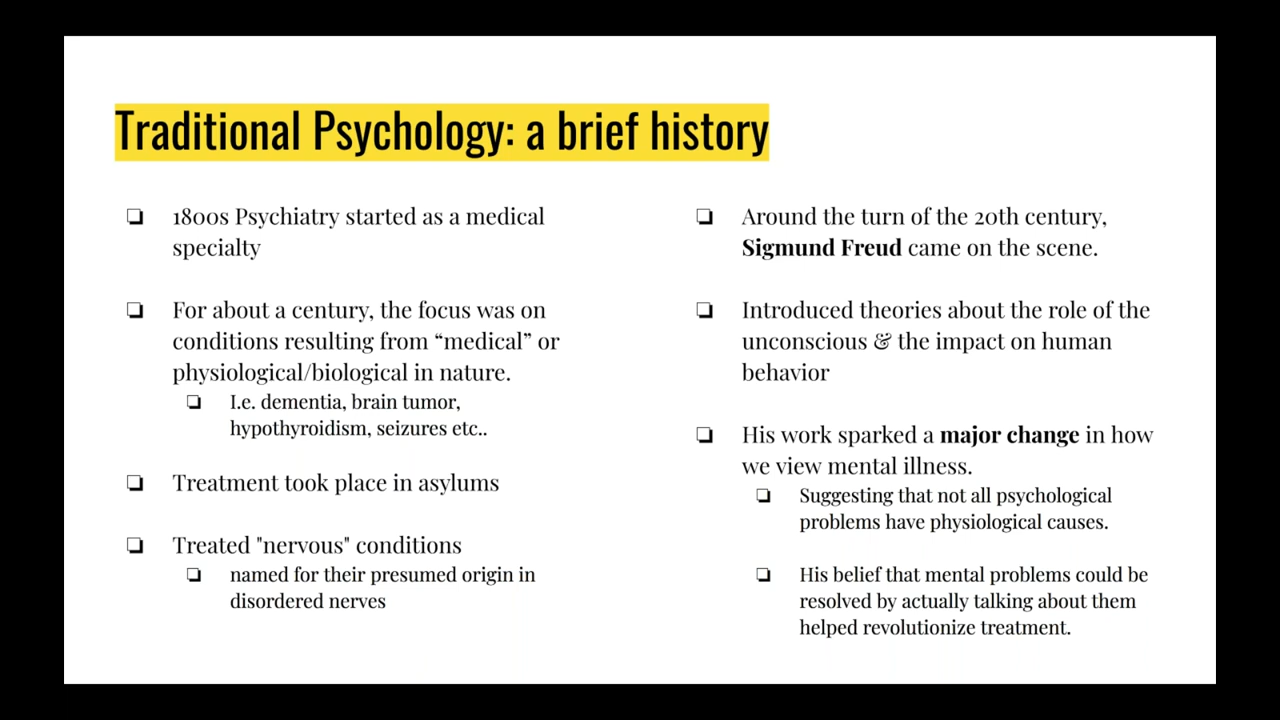 Traditional Psychology: a brief history
❏ 1800s Psychiatry started as a medical
specialty
❏ For about a century, the focus was on
conditions resulting from “medical” or
physiological/biological in nature.
❏ I.e. dementia, brain tumor,
hypothyroidism, seizures etc..
❏ Treatment took place in asylums
❏ Treated "nervous" conditions
❏ named for their presumed origin in
disordered nerves
❏ Around the turn of the 20th century,
Sigmund Freud came on the scene.
❏ Introduced theories about the role of the
unconscious & the impact on human
behavior
❏ His work sparked a major change in how
we view mental illness.
❏ Suggesting that not all psychological
problems have physiological causes.
❏ His belief that mental problems could be
resolved by actually talking about them
helped revolutionize treatment.